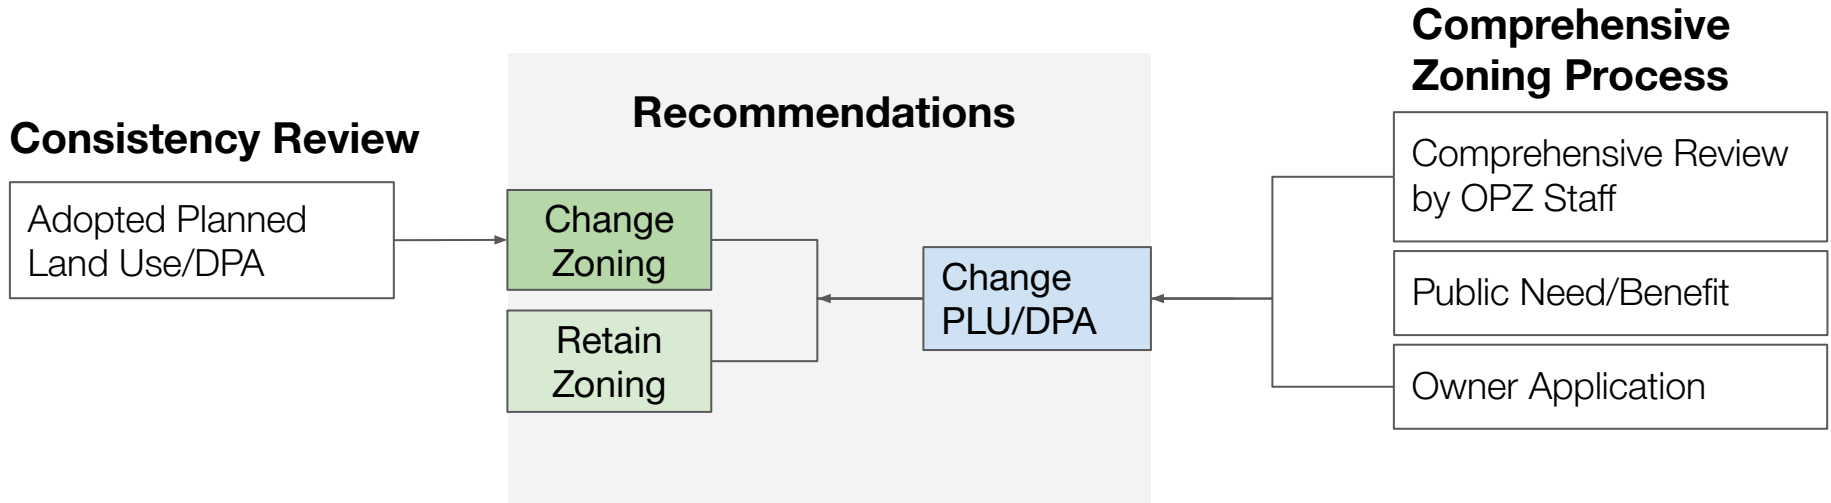 Consistency Review
Adopted Planned
Land Use/DPA
Recommendations
Change
Zoning
Retain
Zoning
Change
PLU/DPA
Comprehensive
Zoning Process
Comprehensive Review
by OPZ Staff
Public Need/Benefit
Owner Application